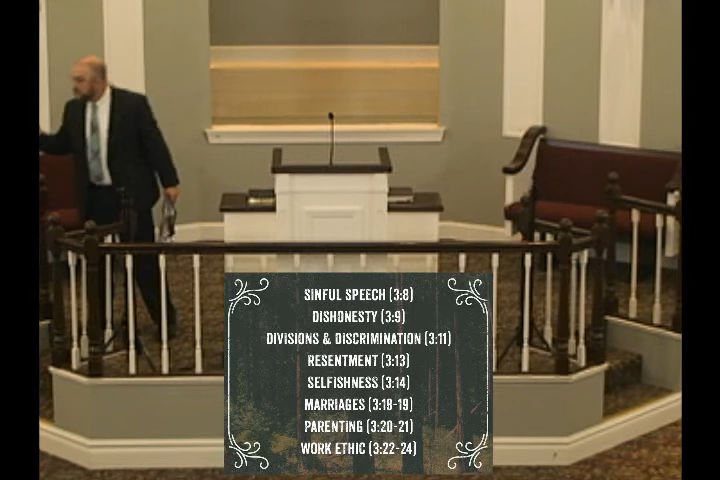 SINFUL SPEECH (3:8)
DISHONESTY (3:9)
DIVISIONS & DISCRIMINATION (3:11)
RESENTMENT (3:13)
SELFISHNESS (3:14)
MARRIAGES (3:18-19)
PARENTING (3:20-21)
WORK ETHIC (3:22-24)